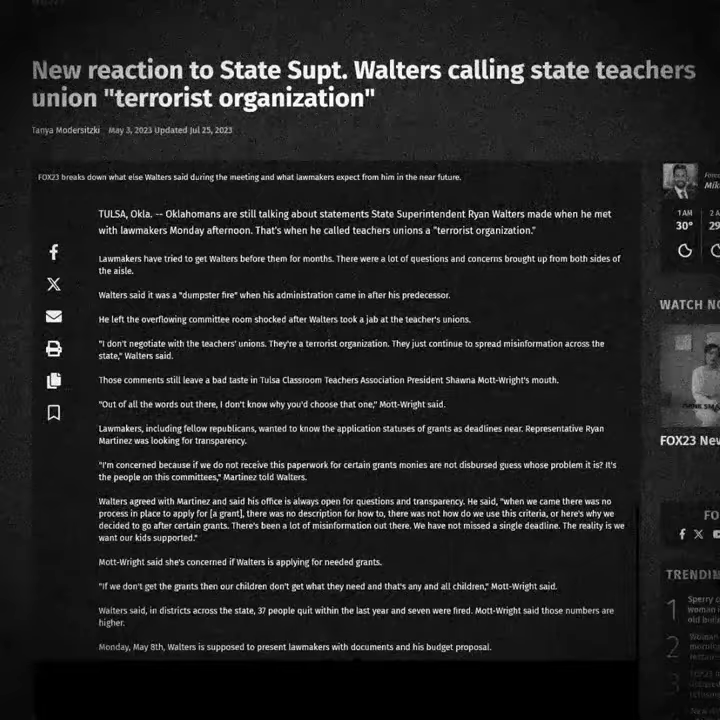 New reaction to State Supt. Walters calling state teachers
union "terrorist organization"
Tanya Modersitzki May 3, 2023 Updated Jul 25, 2023
FOX23 breaks down what else Walters said during the meeting and what lawmakers expect from him in the near future.
TULSA, Okla. -- Oklahomans are still talking about statements State Superintendent Ryan Walters made when he met
with lawmakers Monday afternoon. That's when he called teachers unions a "terrorist organization."
Lawmakers have tried to get Walters before them for months. There were a lot of questions and concerns brought up from both sides of
the aisle.
Walters said it was a "dumpster fire" when his administration came in after his predecessor.
He left the overflowing committee room shocked after Walters took a jab at the teacher's unions.
"I don't negotiate with the teachers' unions. They're a terrorist organization. They just continue to spread misinformation across the
state," Walters said.
Those comments still leave a bad taste in Tulsa Classroom Teachers Association President Shawna Mott-Wright's mouth.
"Out of all the words out there, I don't know why you'd choose that one," Mott-Wright said.
Lawmakers, including fellow republicans, wanted to know the application statuses of grants as deadlines near. Representative Ryan
Martinez was looking for transparency.
"I'm concerned because if we do not receive this paperwork for certain grants monies are not disbursed guess whose problem it is? It's
the people on this committees," Martinez told Walters.
Walters agreed with Martinez and said his office is always open for questions and transparency. He said, "when we came there was no
process in place to apply for [a grant], there was no description for how to, there was not how do we use this criteria, or here's why we
decided to go after certain grants. There's been a lot of misinformation out there. We have not missed a single deadline. The reality is we
want our kids supported."
Mott-Wright said she's concerned if Walters is applying for needed grants.
"If we don't get the grants then our children don't get what they need and that's any and all children," Mott-Wright said.
Walters said, in districts across the state, 37 people quit within the last year and seven were fired. Mott-Wright said those numbers are
higher.
Monday, May 8th, Walters is supposed to present lawmakers with documents and his budget proposal.
1 AM
30°
WATCH NO
FOX23 Nev
FO
TRENDIN
1 Sperry
woman
2
3